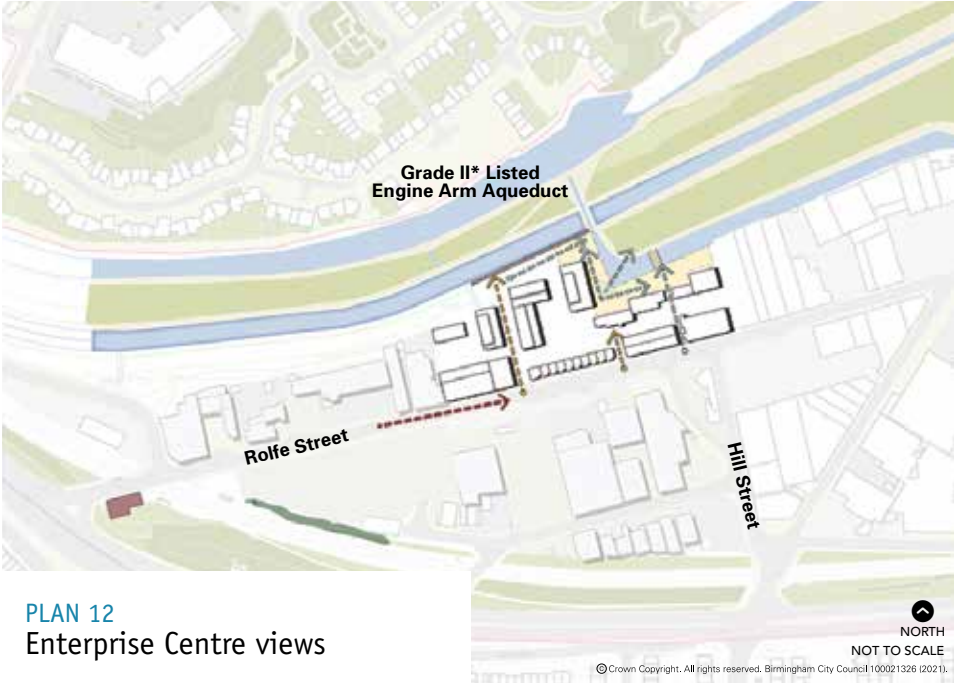 Grade II* Listed
Engine Arm Aqueduct
Rolfe Street
Hill Street
PLAN 12
Enterprise Centre views
NORTH
NOT TO SCALE
© Crown Copyright. All rights reserved. Birmingham City Council 100021326 (2021).